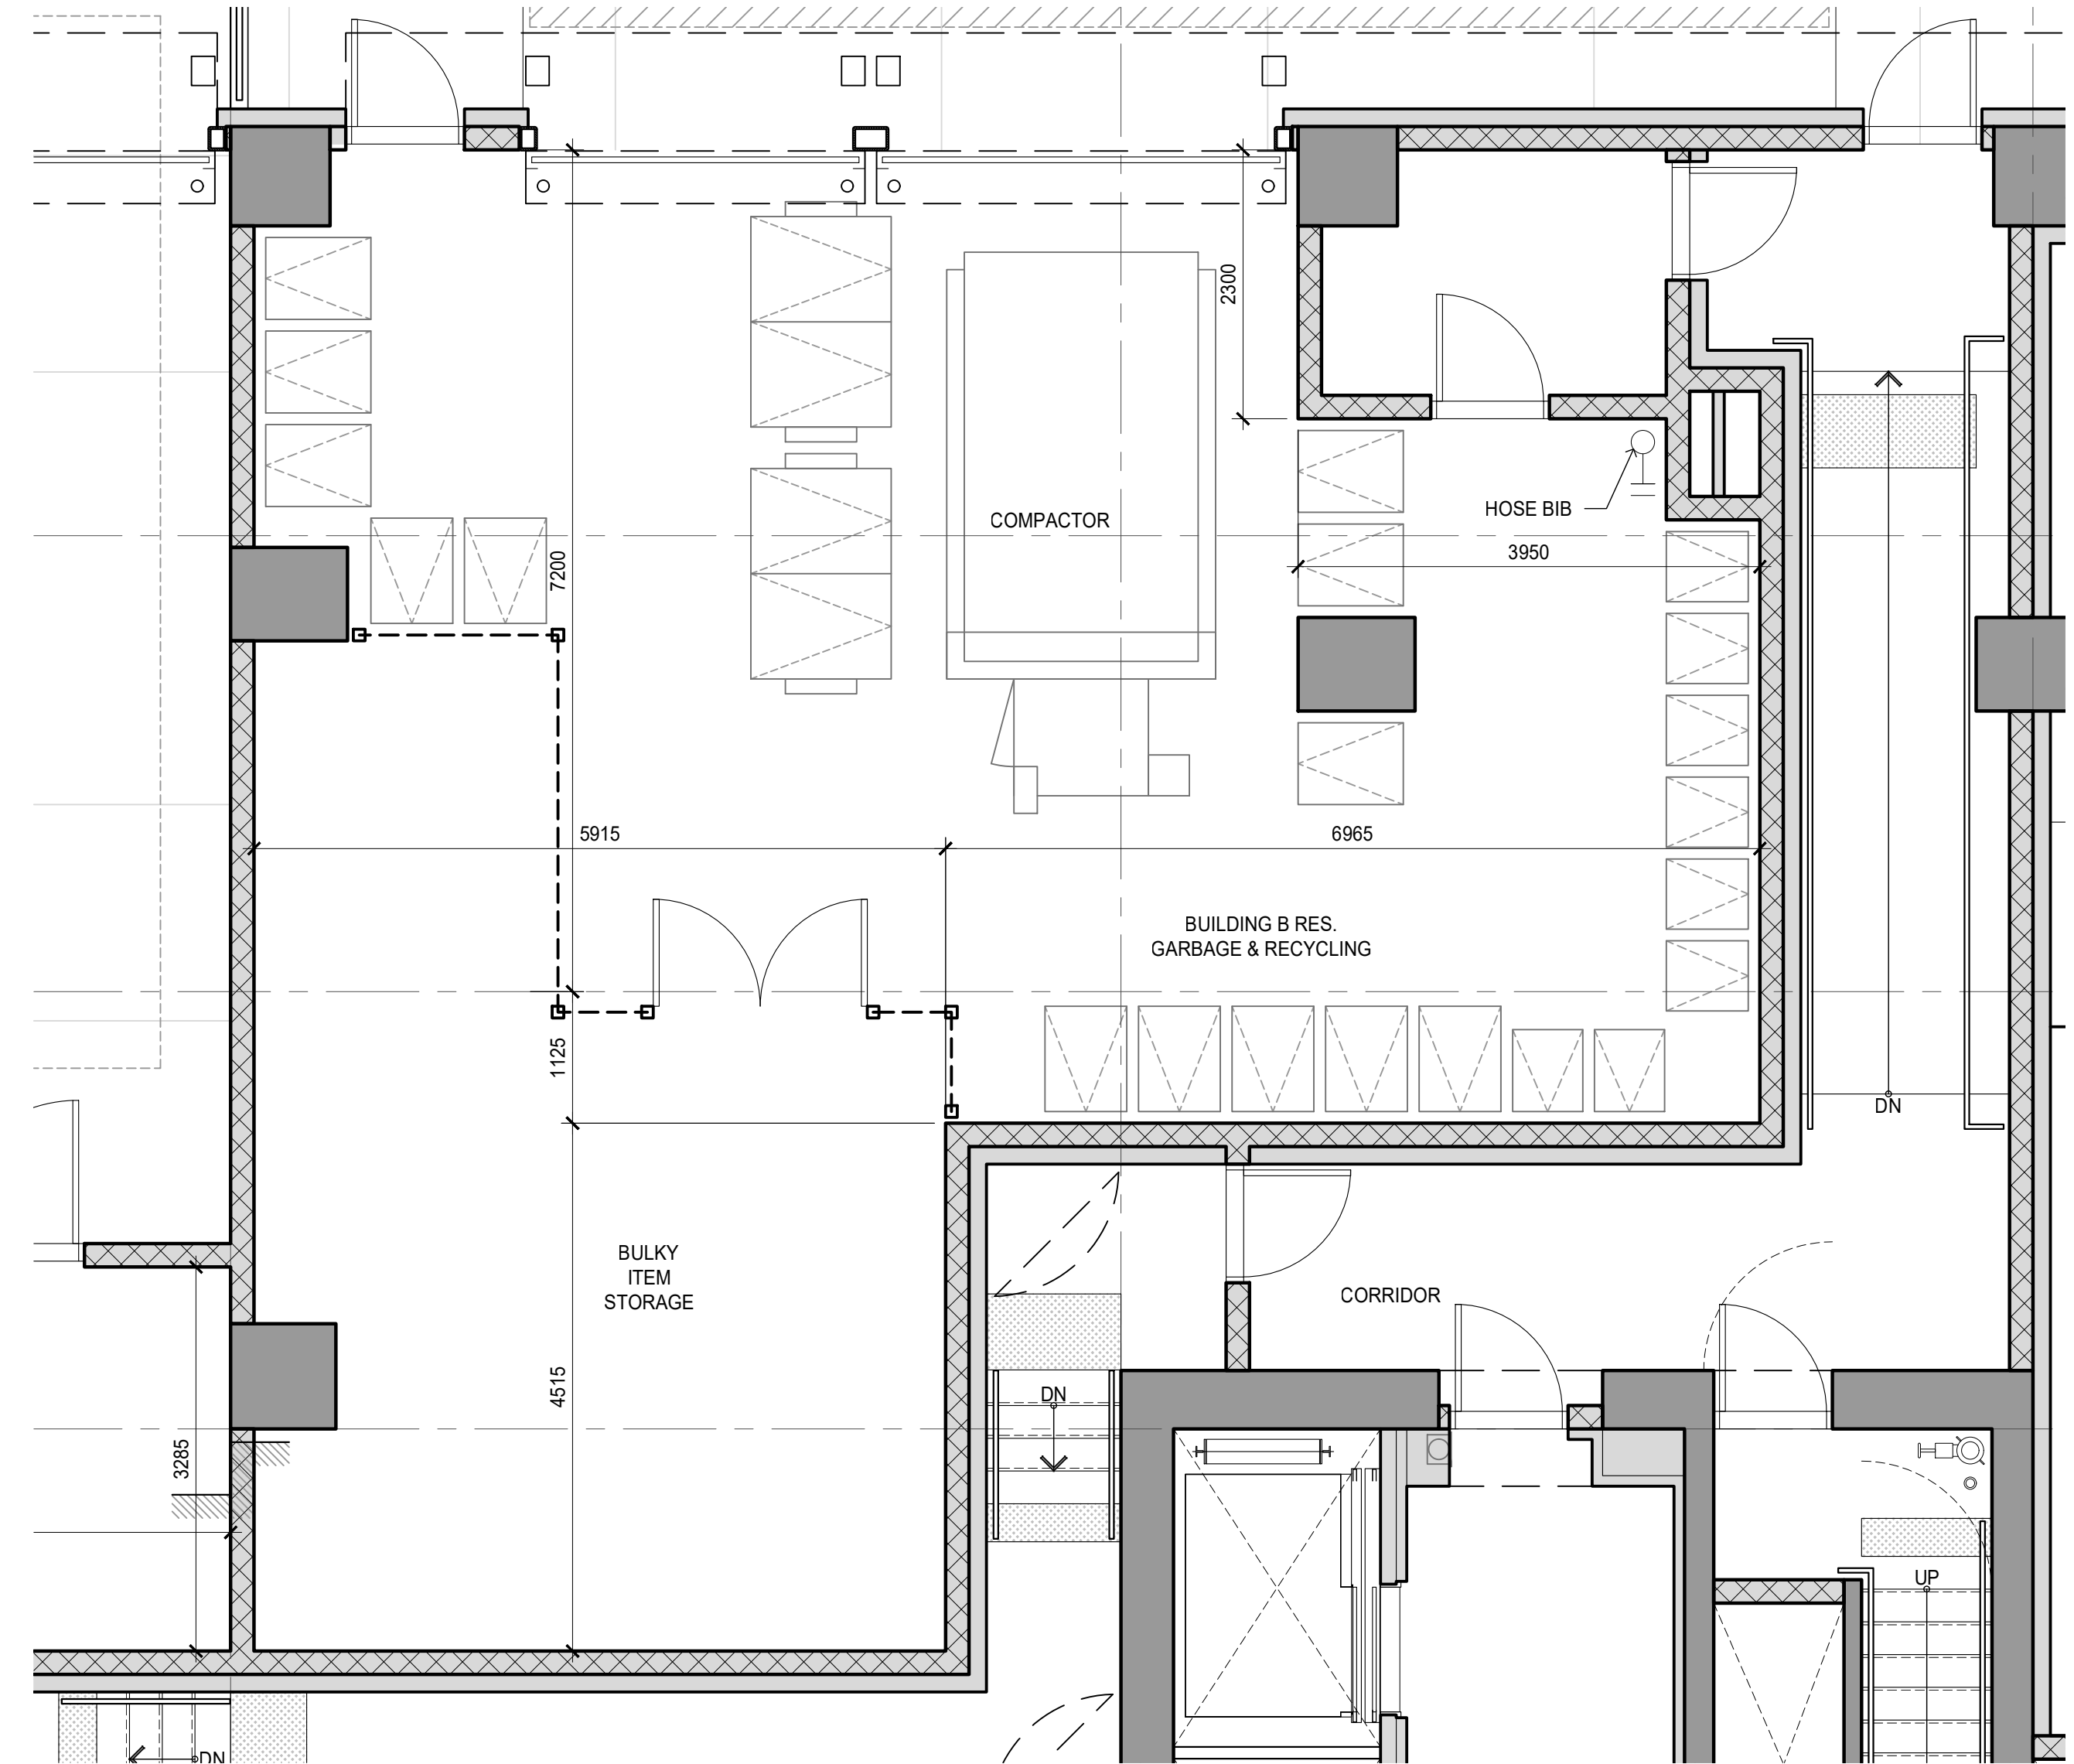 2300
COMPACTOR
HOSE BIB
3950
7200
5915
6965
BUILDING B RES.
GARBAGE & RECYCLING
1125
DN
BULKY
ITEM
STORAGE
CORRIDOR
4515
DN
3285
UP
DN